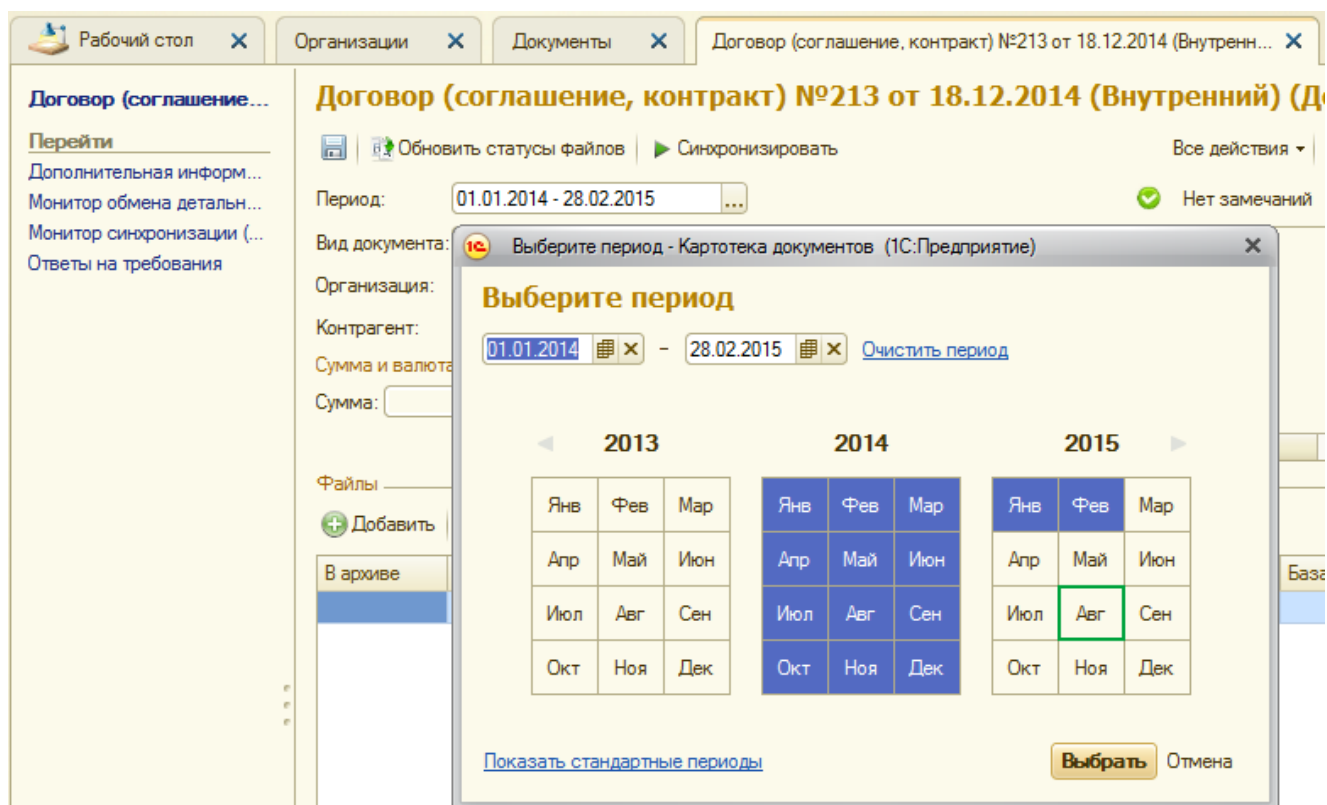 Рабочий стол
Организации
Документы
Договор (соглашение, контракт) №213 от 18.12.2014 (Внутренн...
Договор (соглашение...
Перейти
Дополнительная информ...
Монитор обмена детальн...
Монитор синхронизации (...
Ответы на требования
Договор (соглашение, контракт) №213 от 18.12.2014 (Внутренний) (Д
Обновить статусы файлов
Синхронизировать
Все действия
Период: 01.01.2014 - 28.02.2015 ...
Нет замечаний
Вид документа:
Организация:
Контрагент:
Сумма и валюта
Сумма:
Файлы
Добавить
В архиве
База
1С Выберите период - Картотека документов (1С:Предприятие)
Выберите период
01.01.2014 – 28.02.2015 Очистить период
2013 2014 2015
Янв Фев Мар Янв Фев Мар Янв Фев Мар
Апр Май Июн Апр Май Июн Апр Май Июн
Июл Авг Сен Июл Авг Сен Июл Авг Сен
Окт Ноя Дек Окт Ноя Дек Окт Ноя Дек
Показать стандартные периоды
Выбрать Отмена